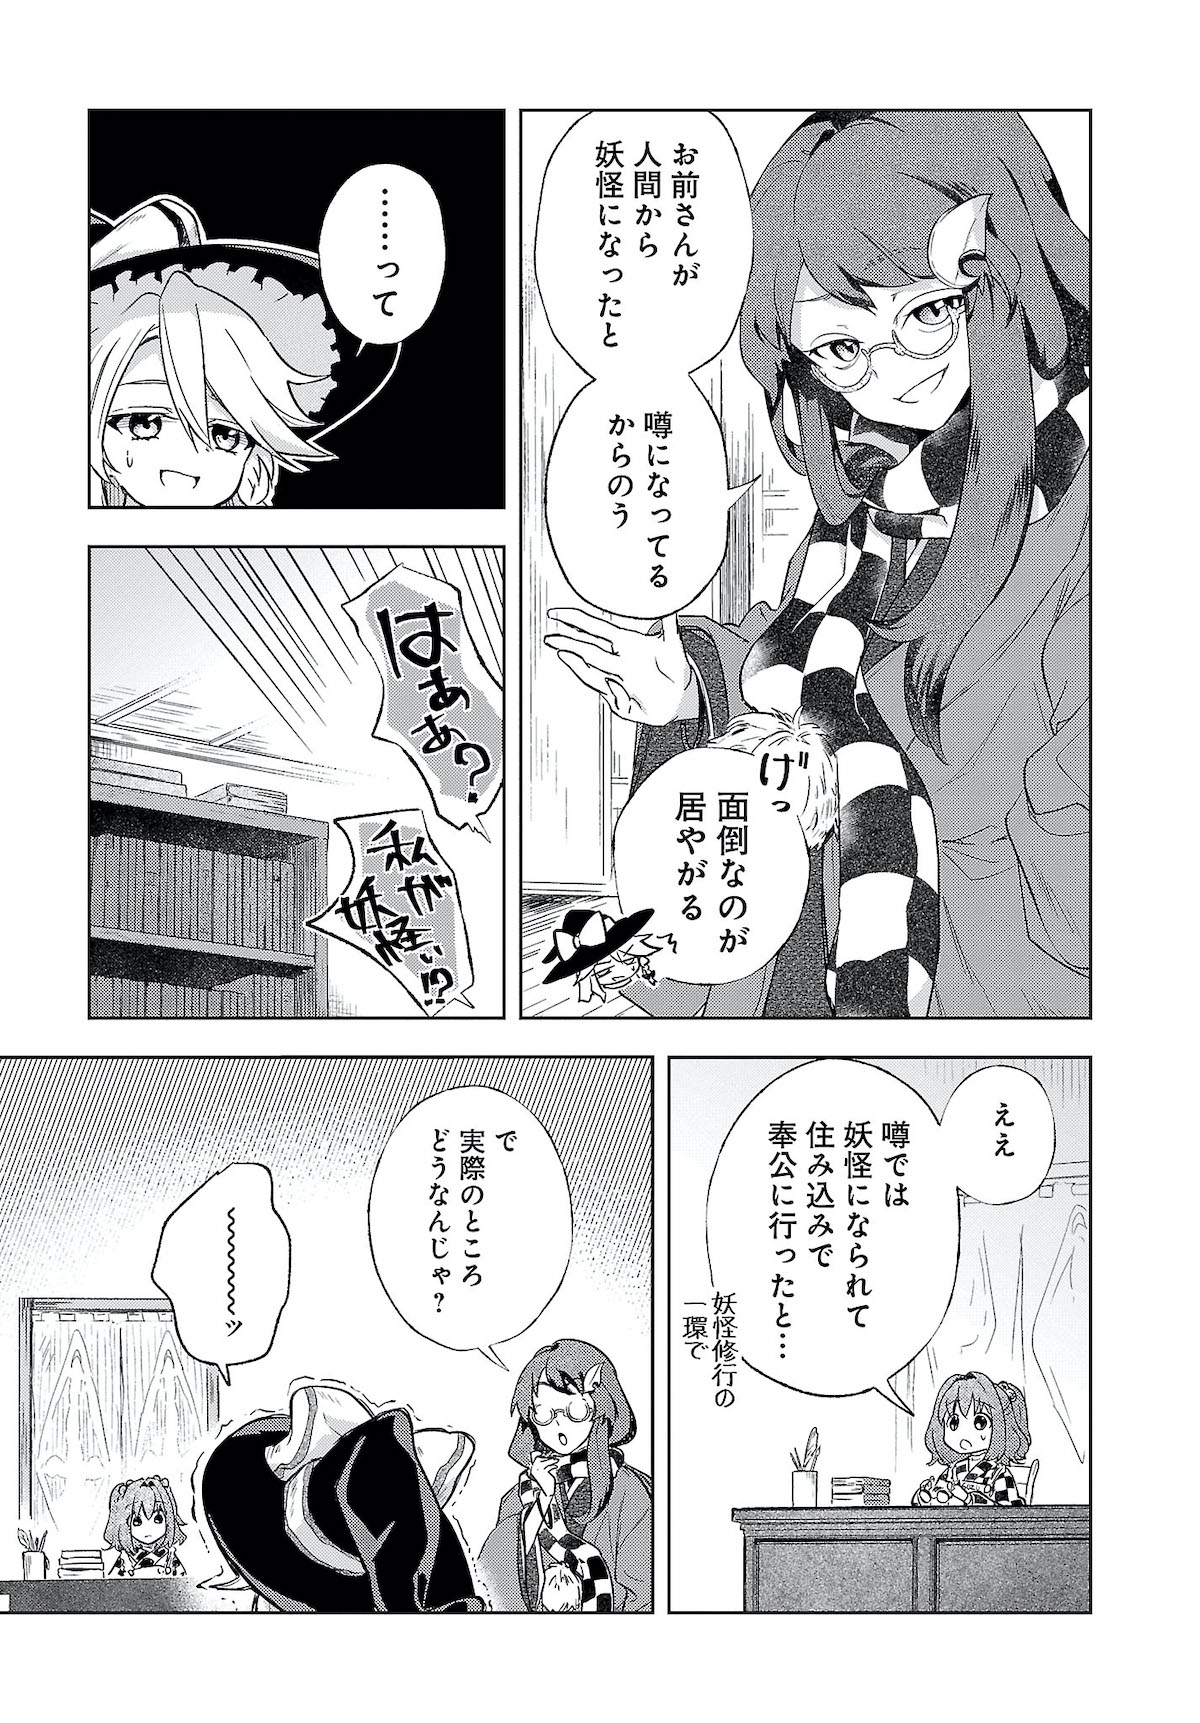 お前さんが
人間から
妖怪になったと
噂になってる
からのう
げっ
面倒なのが
居やがる
……って
はぁぁ?
私が
妖怪ぃ!?
ええ
噂では
妖怪になられて
住み込みで
奉公に行ったと…
妖怪修行の
一環で
で
実際のところ
どうなんじゃ?
〜〜〜〜ッ